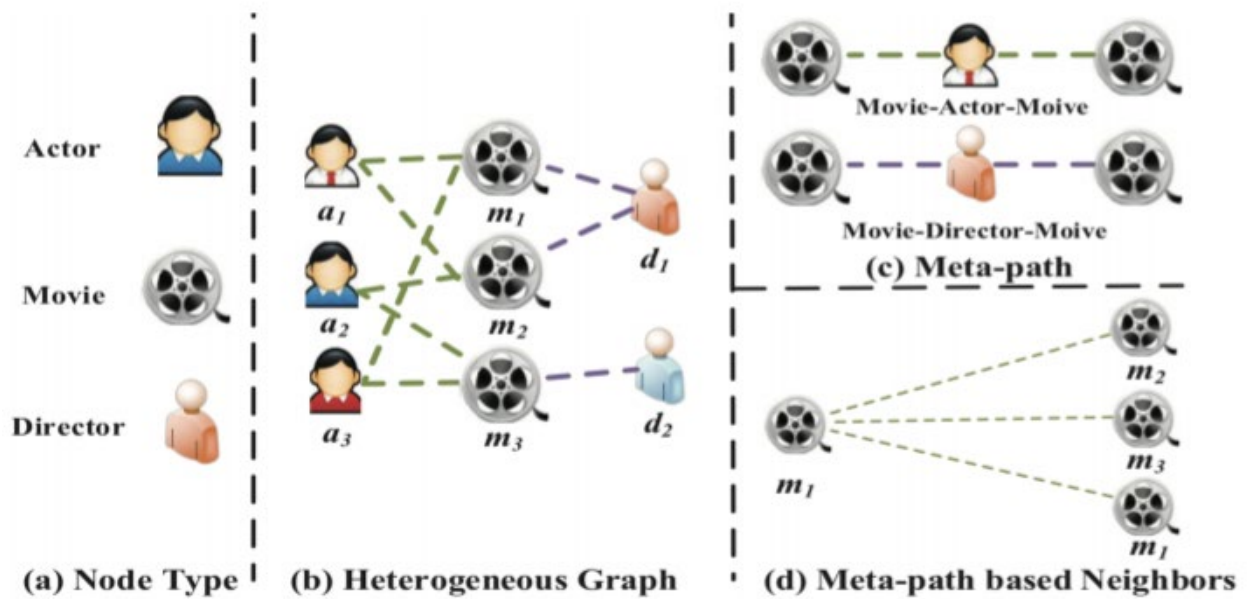 Actor
Movie
Director
(a) Node Type
a1
a2
a3
m1
m2
m3
d1
d2
(b) Heterogeneous Graph
Movie-Actor-Moive
Movie-Director-Moive
(c) Meta-path
m1
m2
m3
m1
(d) Meta-path based Neighbors